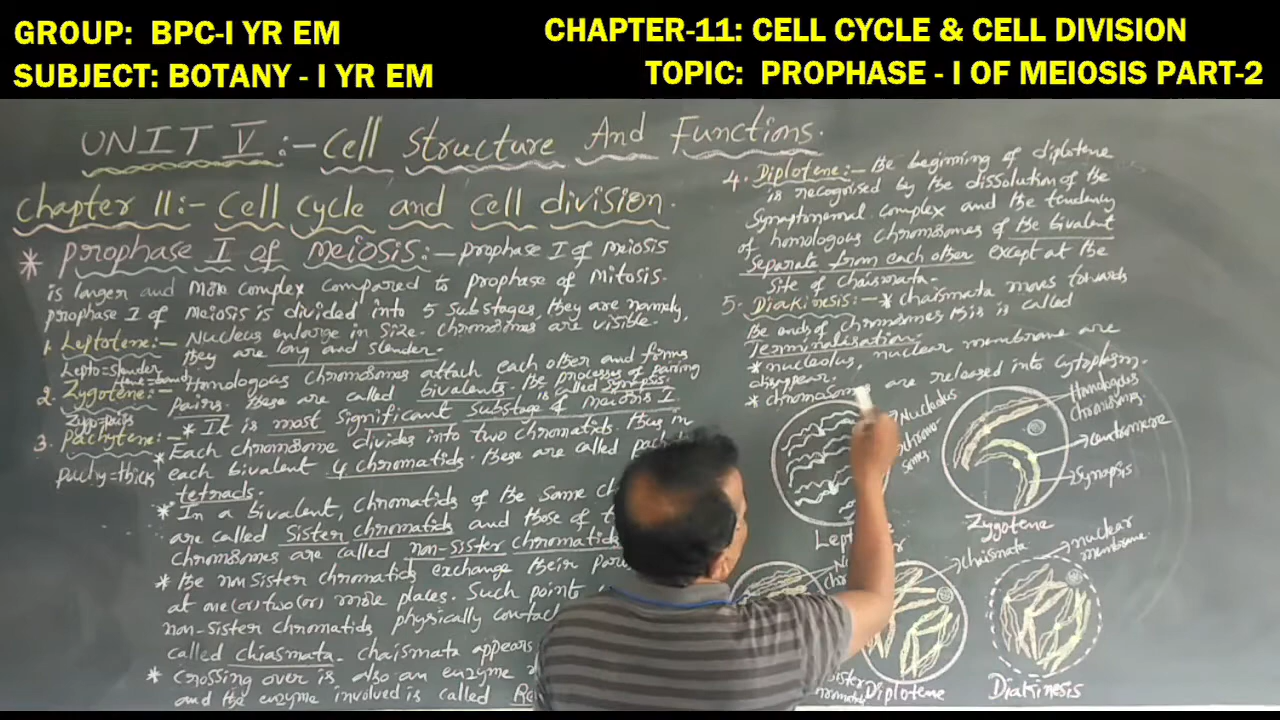 GROUP: BPC-I YR EM
SUBJECT: BOTANY - I YR EM
CHAPTER-11: CELL CYCLE & CELL DIVISION
TOPIC: PROPHASE - I OF MEIOSIS PART-2
UNIT V :- Cell Structure And Functions.
chapter 11:- Cell cycle and cell division.
* prophase I of meiosis:- prophase I of meiosis
is larger and more complex compared to prophase of mitosis.
prophase I of meiosis is divided into 5 substages, they are namely,
1. Leptotene:- Nucleus enlarge in size. chromosomes are visible.
they are long and slender.
Lepto=slender
2. Zygotene:- Homologous chromosomes attach each other and forms
pairs. these are called bivalents. the processes of pairing
is called synapsis.
Zygo=pairs
* It is most significant substage of meiosis I.
3. pachytene:- * Each chromosome divides into two chromatids. thus in
pachy=thick each bivalent 4 chromatids. these are called
tetrads.
* In a bivalent, chromatids of the same
are called sister chromatids and those of
chromosomes are called non-sister chromatids
* the nonsister chromatids exchange their
at one(or) two(or) more places. Such point
non-sister chromatids physically contact
called chiasmata. chaismata appears
* crossing over is also an enzyme
and the enzyme involved is called
4. Diplotene:- the beginning of diplotene
is recognised by the dissolution of the
synaptonemal complex and the tendency
of homologous chromosomes of the bivalent
separate from each other except at the
site of chaismata.
5. Diakinesis:- * chaismata moves towards
the ends of chromosomes this is called
Terminalisation.
* nucleolus, nuclear membrane are
disappear.
* chromosomes are released into cytoplasm.
Nucleolus
chromo-
somes
Homologous
chromosomes.
centromere
synapsis
Zygotene
chaismata
nuclear
membrane.
Diplotene
Diakinesis